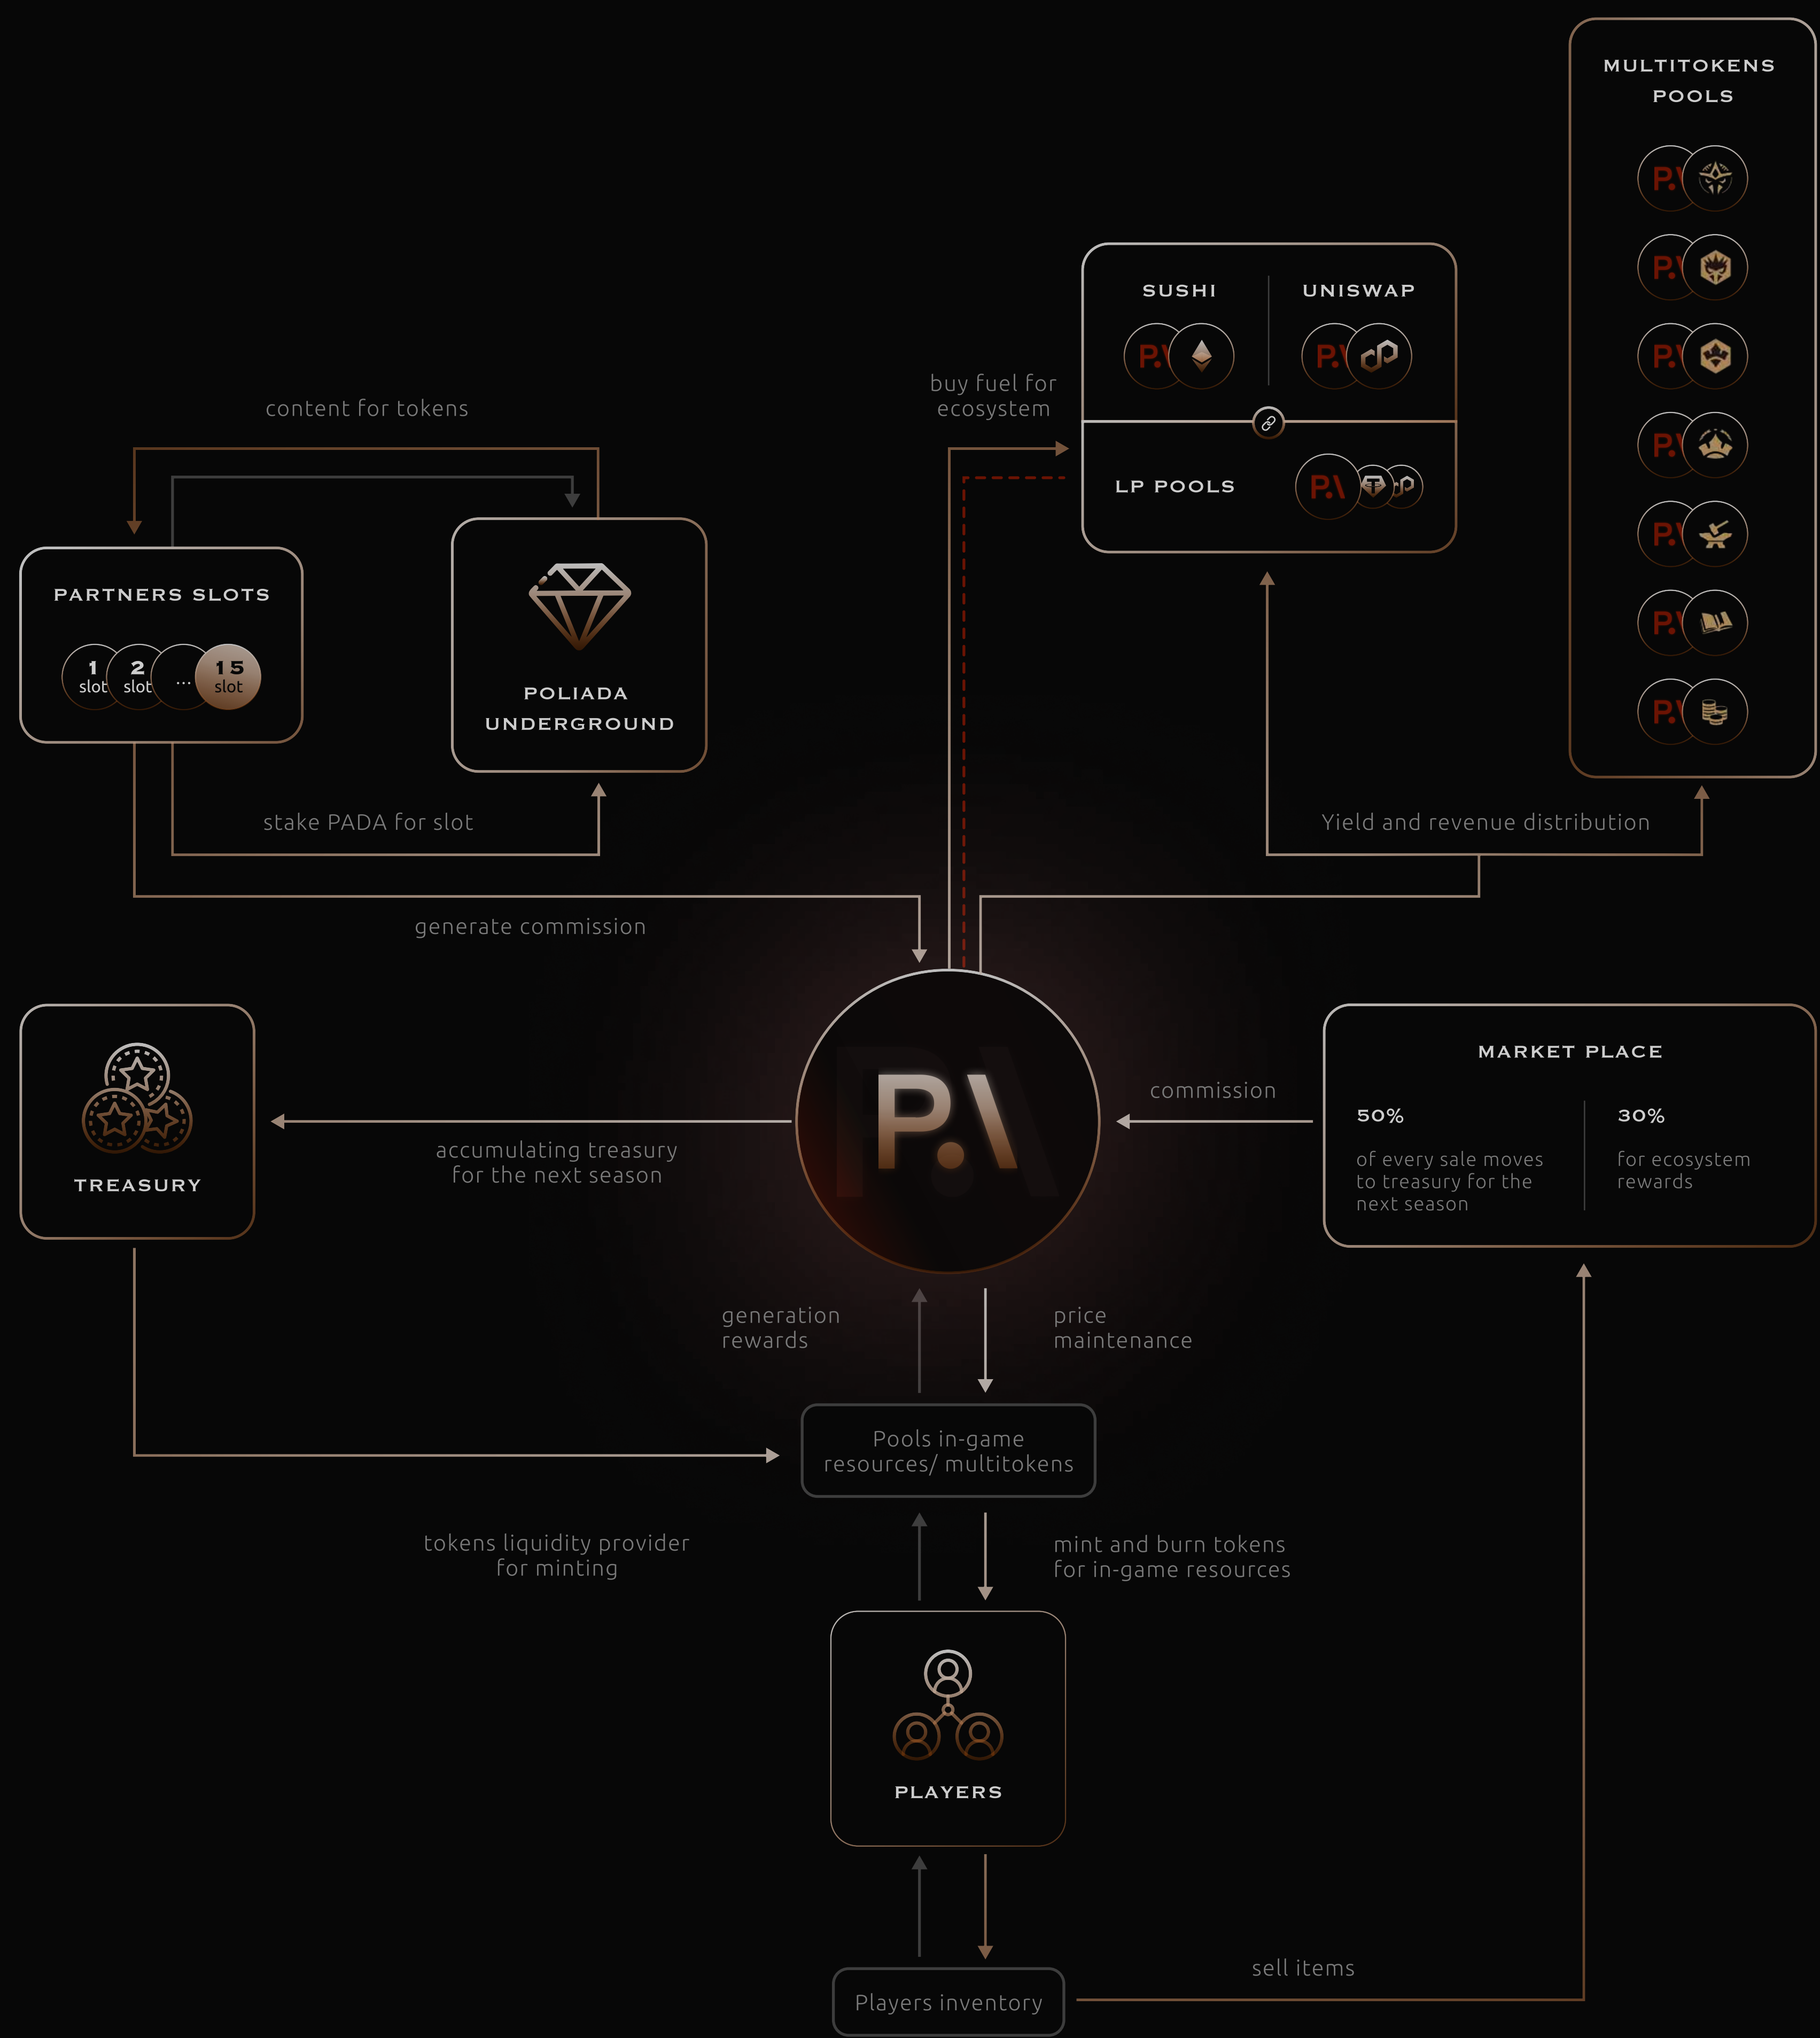 MULTITOKENS
POOLS
P.\
P.\
P.\
P.\
P.\
P.\
P.\
SUSHI
UNISWAP
P.\
P.\
LP POOLS
P.\
buy fuel for
ecosystem
content for tokens
PARTNERS SLOTS
1
slot
2
slot
...
15
slot
POLIADA
UNDERGROUND
stake PADA for slot
Yield and revenue distribution
generate commission
P.\
TREASURY
accumulating treasury
for the next season
commission
MARKET PLACE
50%
of every sale moves
to treasury for the
next season
30%
for ecosystem
rewards
generation
rewards
price
maintenance
Pools in-game
resources/ multitokens
tokens liquidity provider
for minting
mint and burn tokens
for in-game resources
PLAYERS
Players inventory
sell items